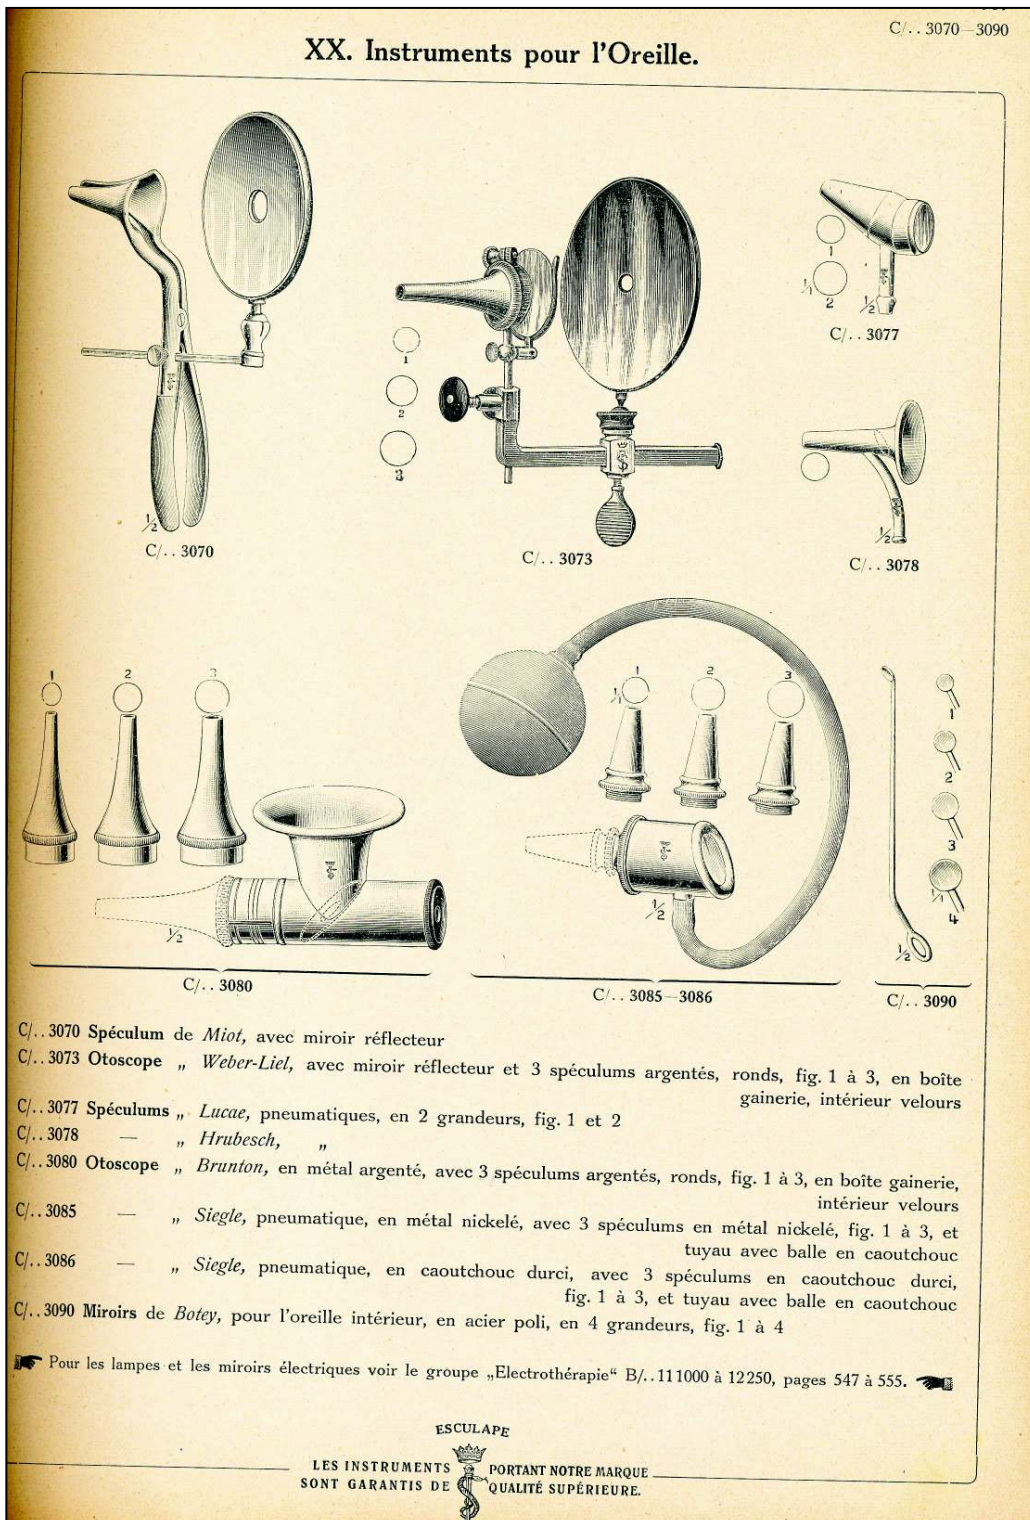 C/. . 3070—3090
XX. Instruments pour l'Oreille.
1
1/1
2
1/2
C/. . 3077
1
2
3
1/2
C/. . 3070
C/. . 3073
1/2
C/. . 3078
1
2
3
1/2
C/. . 3080
1/1
1
2
3
1/2
C/. . 3085—3086
1
2
3
1/1
4
1/2
C/. . 3090
C/. . 3070 Spéculum de Miot, avec miroir réflecteur
C/. . 3073 Otoscope „ Weber-Liel, avec miroir réflecteur et 3 spéculums argentés, ronds, fig. 1 à 3, en boîte
gainerie, intérieur velours
C/. . 3077 Spéculums „ Lucae, pneumatiques, en 2 grandeurs, fig. 1 et 2
C/. . 3078 — „ Hrubesch, „
C/. . 3080 Otoscope „ Brunton, en métal argenté, avec 3 spéculums argentés, ronds, fig. 1 à 3, en boîte gainerie,
intérieur velours
C/. . 3085 — „ Siegle, pneumatique, en métal nickelé, avec 3 spéculums en métal nickelé, fig. 1 à 3, et
tuyau avec balle en caoutchouc
C/. . 3086 — „ Siegle, pneumatique, en caoutchouc durci, avec 3 spéculums en caoutchouc durci,
fig. 1 à 3, et tuyau avec balle en caoutchouc
C/. . 3090 Miroirs de Botey, pour l'oreille intérieur, en acier poli, en 4 grandeurs, fig. 1 à 4
Pour les lampes et les miroirs électriques voir le groupe „Electrothérapie“ B/. . 111000 à 12250, pages 547 à 555.
ESCULAPE
LES INSTRUMENTS PORTANT NOTRE MARQUE
SONT GARANTIS DE QUALITÉ SUPÉRIEURE.